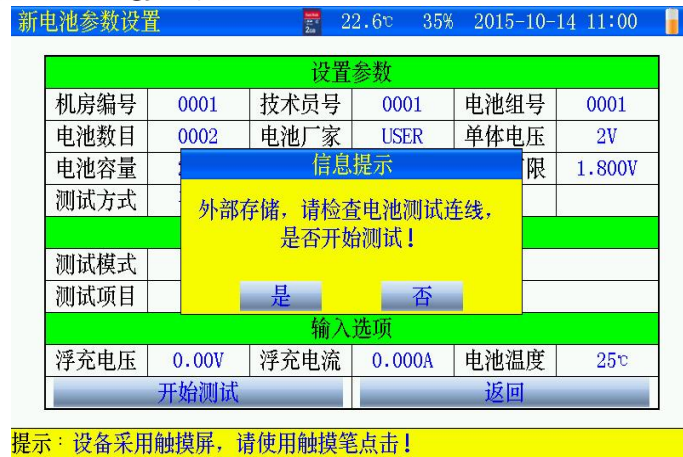 新电池参数设置 22.6℃ 35% 2015-10-14 11:00
设置参数
机房编号 0001 技术员号 0001 电池组号 0001
电池数目 0002 电池厂家 USER 单体电压 2V
电池容量 限 1.800V
测试方式
信息提示
外部存储，请检查电池测试连线，
是否开始测试！
是 否
测试模式
测试项目
输入选项
浮充电压 0.00V 浮充电流 0.000A 电池温度 25℃
开始测试 返回
提示：设备采用触摸屏，请使用触摸笔点击！